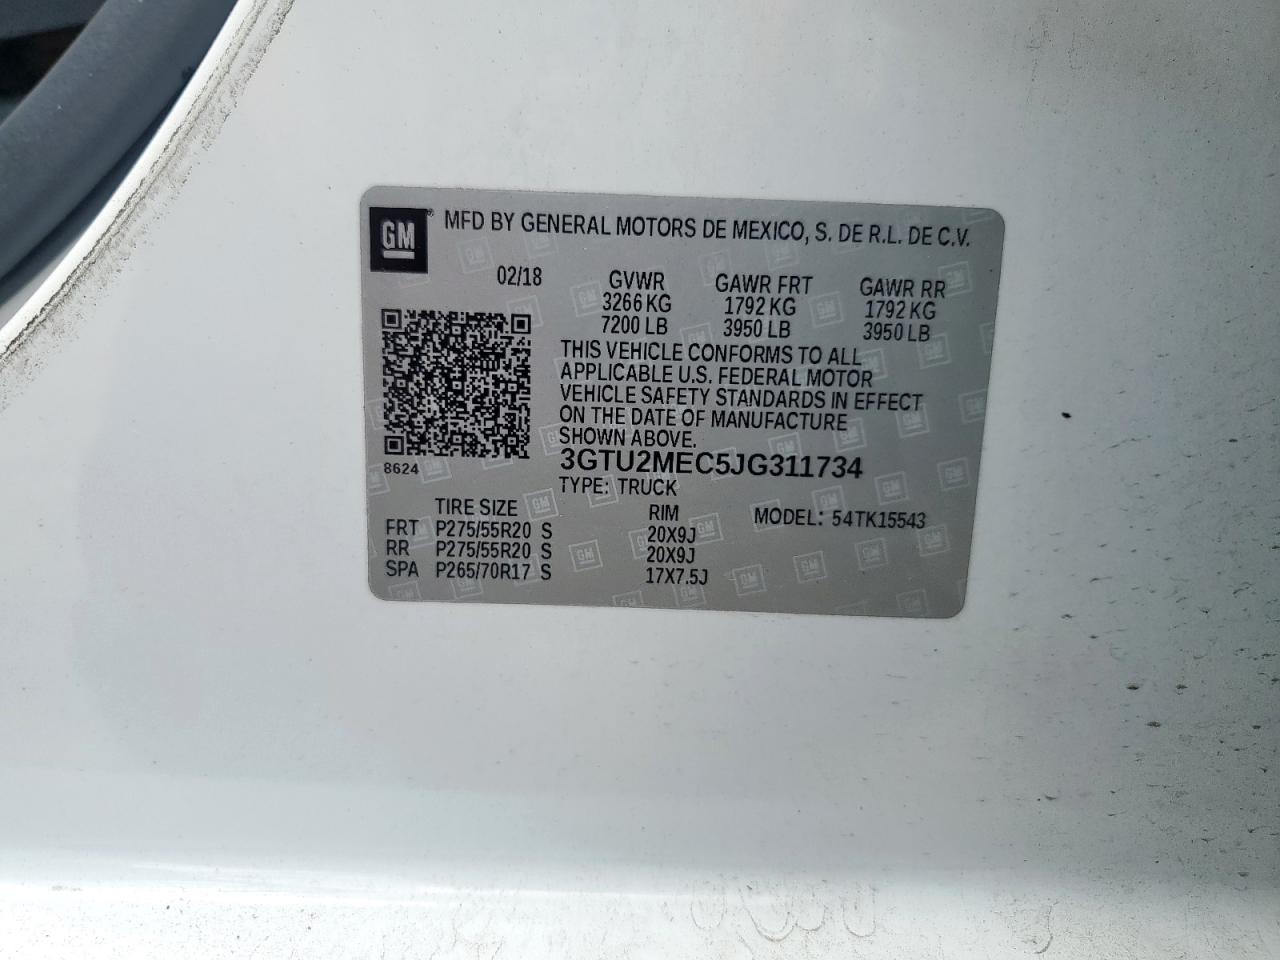 GM® MFD BY GENERAL MOTORS DE MEXICO, S. DE R.L. DE C.V.
02/18 GVWR GAWR FRT GAWR RR
3266 KG 1792 KG 1792 KG
7200 LB 3950 LB 3950 LB
THIS VEHICLE CONFORMS TO ALL
APPLICABLE U.S. FEDERAL MOTOR
VEHICLE SAFETY STANDARDS IN EFFECT
ON THE DATE OF MANUFACTURE
SHOWN ABOVE.
8624 3GTU2MEC5JG311734
TYPE: TRUCK
TIRE SIZE RIM MODEL: 54TK15543
FRT P275/55R20 S 20X9J
RR P275/55R20 S 20X9J
SPA P265/70R17 S 17X7.5J